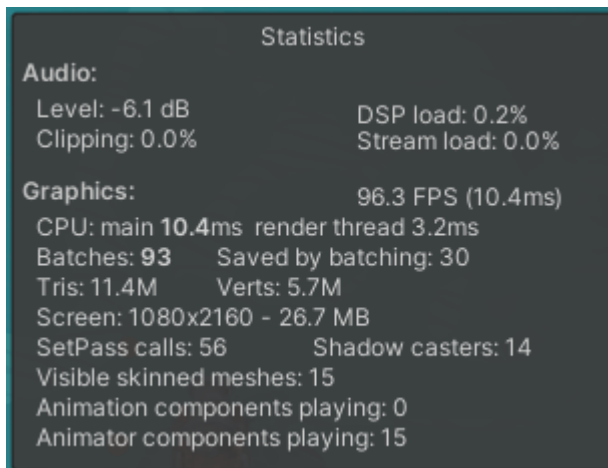 Statistics
Audio:
Level: -6.1 dB DSP load: 0.2%
Clipping: 0.0% Stream load: 0.0%
Graphics: 96.3 FPS (10.4ms)
CPU: main 10.4ms render thread 3.2ms
Batches: 93 Saved by batching: 30
Tris: 11.4M Verts: 5.7M
Screen: 1080x2160 - 26.7 MB
SetPass calls: 56 Shadow casters: 14
Visible skinned meshes: 15
Animation components playing: 0
Animator components playing: 15